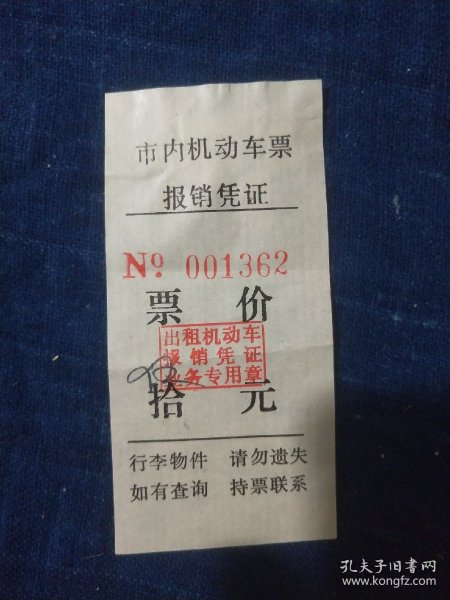 市内机动车票
报销凭证
Nº 001362
票价
出租机动车
报销凭证
务专用章
拾元
行李物件 请勿遗失
如有查询 持票联系
孔夫子旧书网
www.kongfz.com